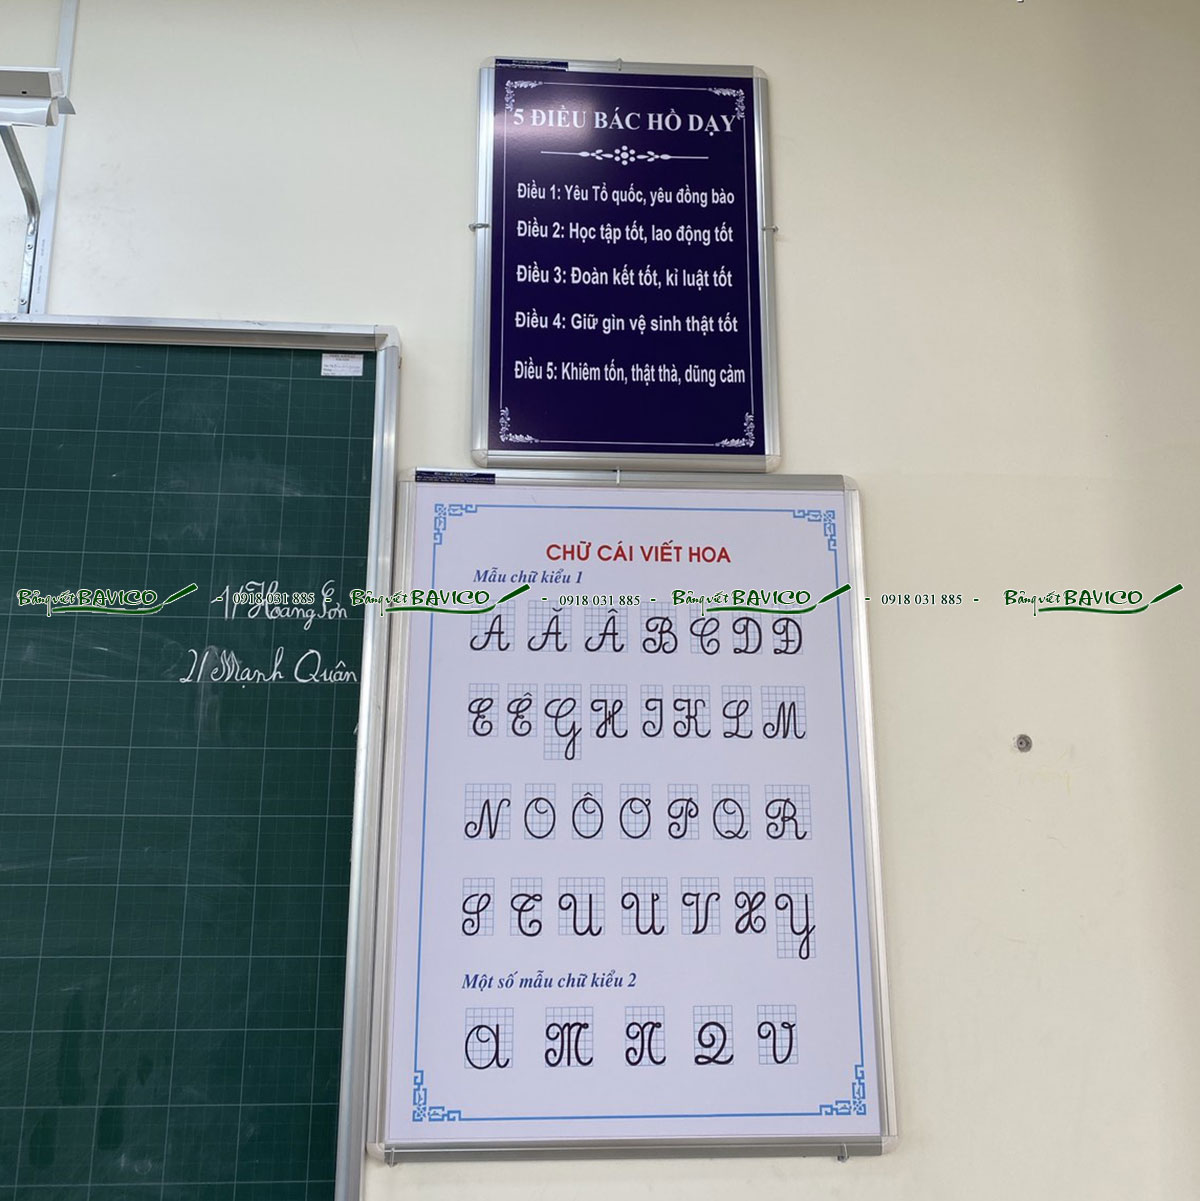 5 ĐIỀU BÁC HỒ DẠY
Điều 1: Yêu Tổ quốc, yêu đồng bào
Điều 2: Học tập tốt, lao động tốt
Điều 3: Đoàn kết tốt, kỉ luật tốt
Điều 4: Giữ gìn vệ sinh thật tốt
Điều 5: Khiêm tốn, thật thà, dũng cảm
CHỮ CÁI VIẾT HOA
Mẫu chữ kiểu 1
Bảng viết BAVICO - 0918 031 885 - Bảng viết BAVICO - 0918 031 885 - Bảng viết BAVICO - 0918 031 885 - Bảng viết BAVICO
1/ Hoàng Sơn
2/ Mạnh Quân
A Ă Â B C D Đ
E Ê G H I K L M
N O Ô Ơ P Q R
S T U Ư V X Y
Một số mẫu chữ kiểu 2
A M N Q V